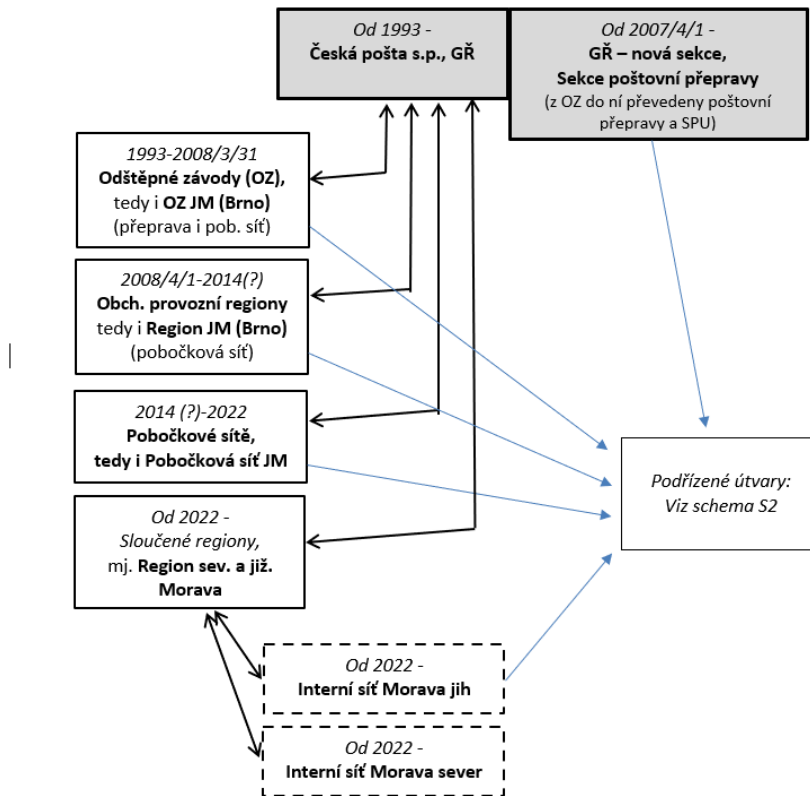 Od 1993 -
Česká pošta s.p., GŘ
Od 2007/4/1 -
GŘ – nová sekce,
Sekce poštovní přepravy
(z OZ do ní převedeny poštovní
přepravy a SPU)
1993-2008/3/31
Odštěpné závody (OZ),
tedy i OZ JM (Brno)
(přeprava i pob. síť)
2008/4/1-2014(?)
Obch. provozní regiony
tedy i Region JM (Brno)
(pobočková síť)
2014 (?)-2022
Pobočkové sítě,
tedy i Pobočková síť JM
Podřízené útvary:
Viz schema S2
Od 2022 -
Sloučené regiony,
mj. Region sev. a již.
Morava
Od 2022 -
Interní síť Morava jih
Od 2022 -
Interní síť Morava sever